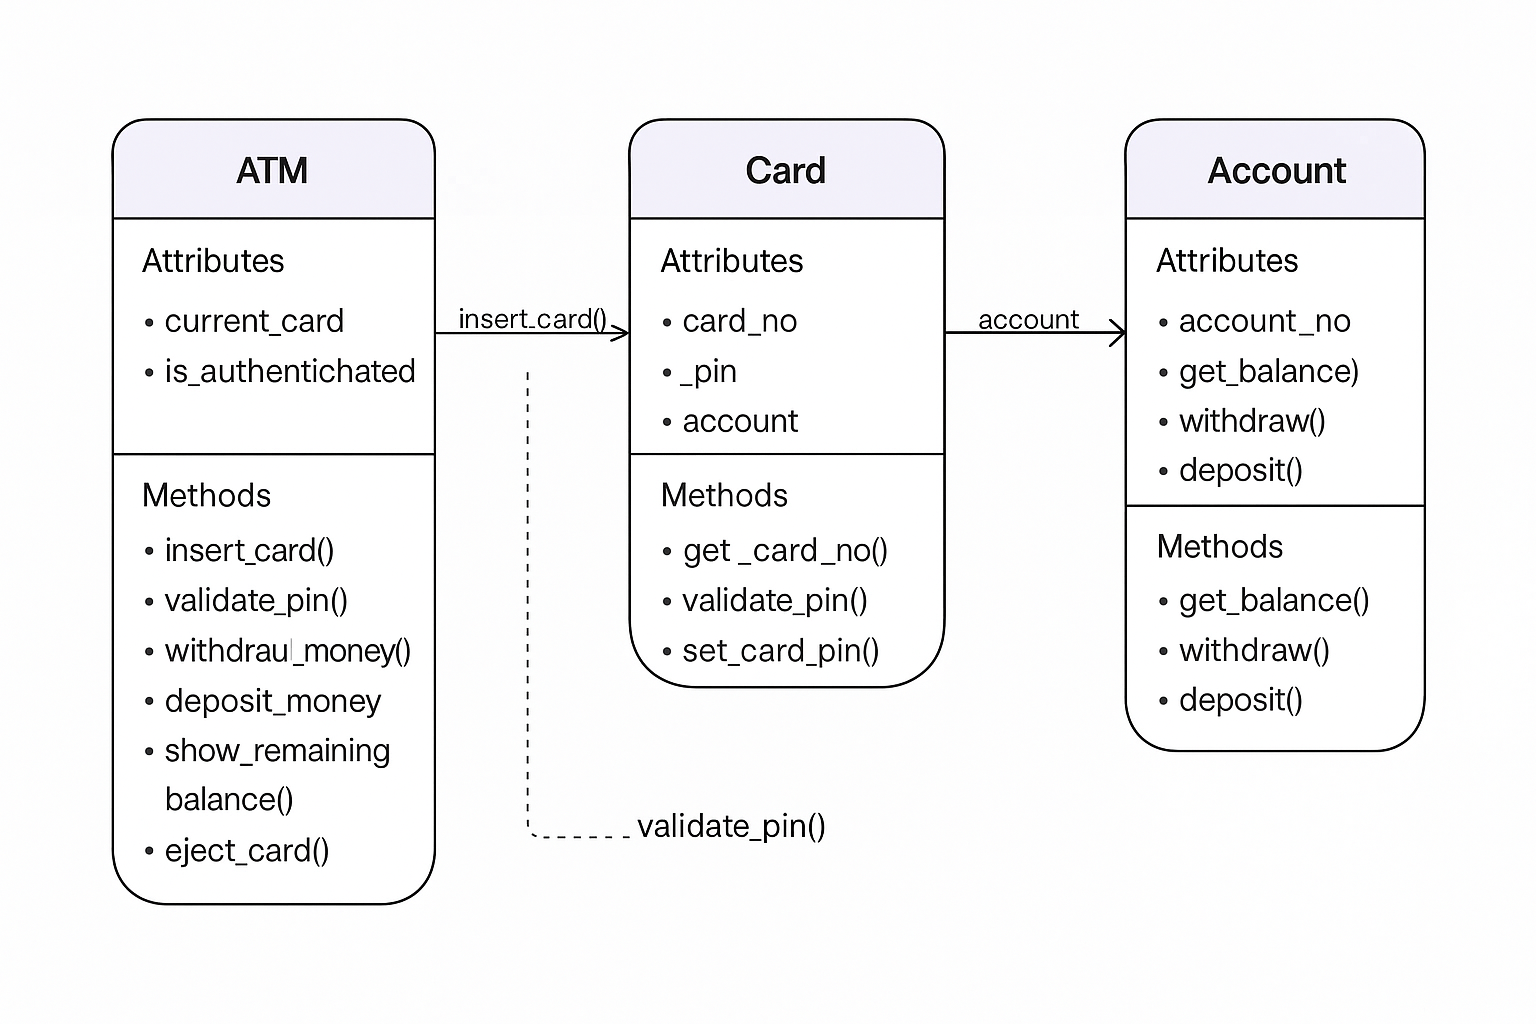 ATM
Attributes
• current_card
• is_authentichated
Methods
• insert_card()
• validate_pin()
• withdraul_money()
• deposit_money
• show_remaining
balance()
• eject_card()
insert_card()
validate_pin()
Card
Attributes
• card_no
• _pin
• account
Methods
• get _card_no()
• validate_pin()
• set_card_pin()
account
Account
Attributes
• account_no
• get_balance)
• withdraw()
• deposit()
Methods
• get_balance()
• withdraw()
• deposit()